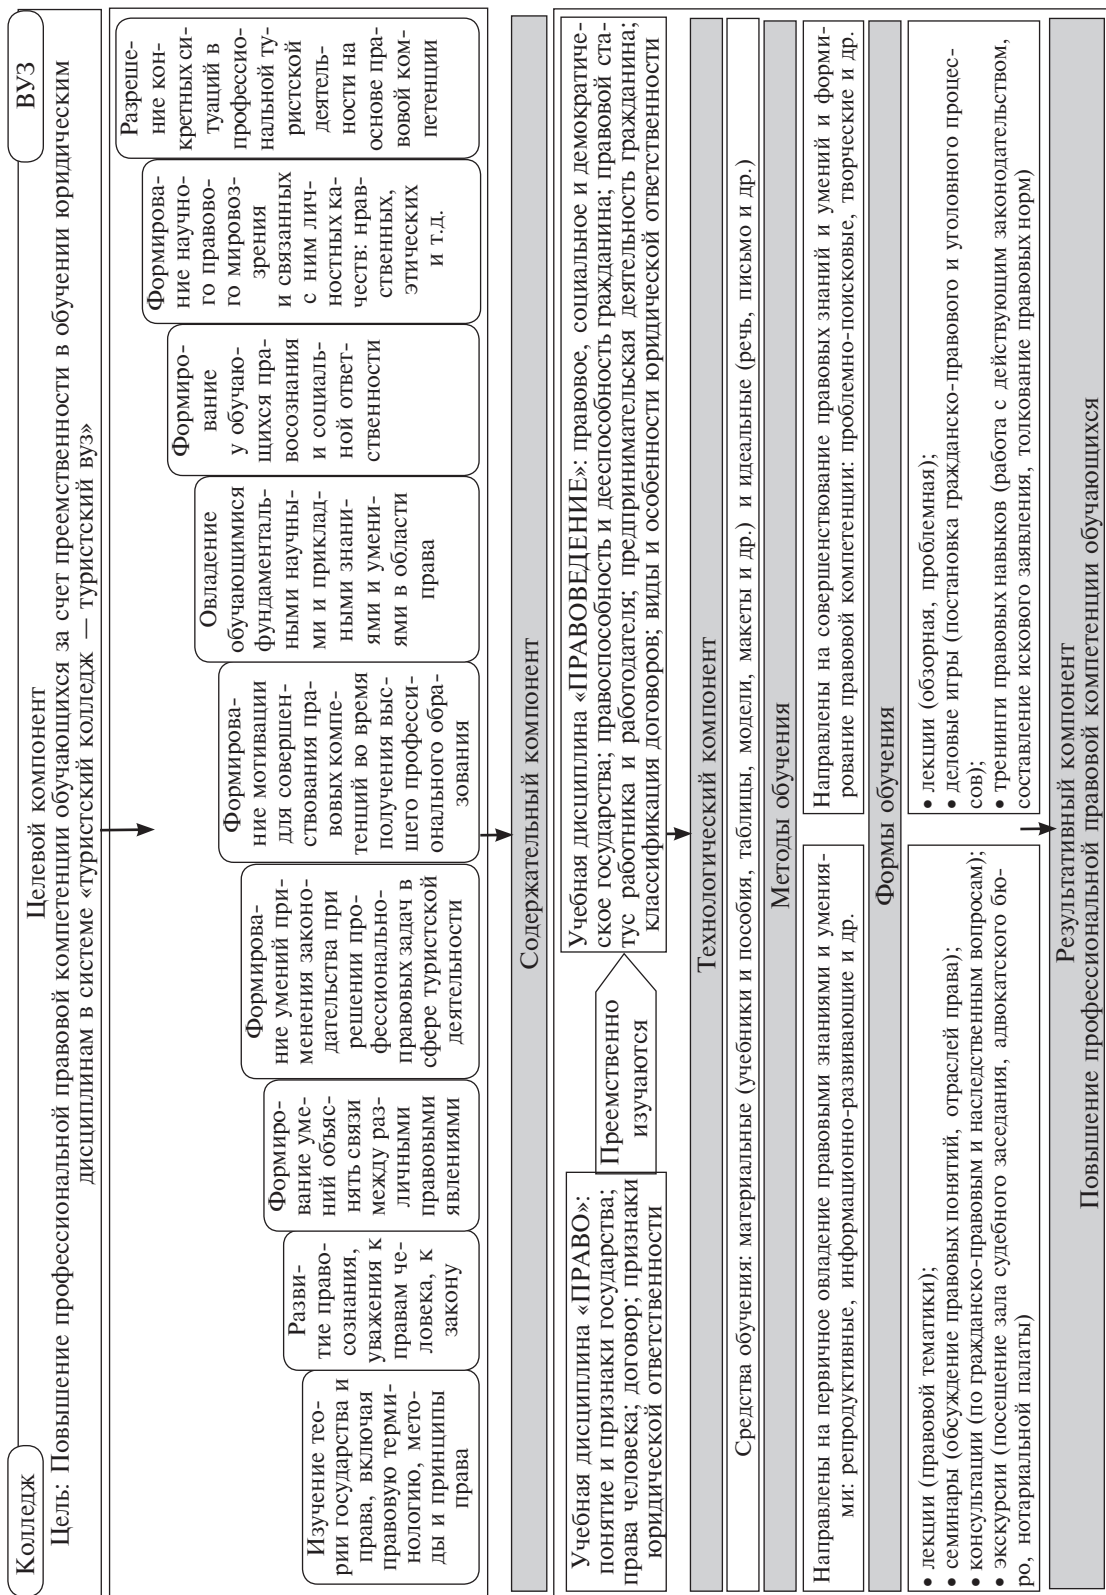 Колледж
ВУЗ
Целевой компонент
Цель: Повышение профессиональной правовой компетенции обучающихся за счет преемственности в обучении юридическим
дисциплинам в системе «туристский колледж — туристский вуз»
Изучение тео-
рии государства и
права, включая
правовую терми-
нологию, мето-
ды и принципы
права
Разви-
тие право-
сознания,
уважения к
правам че-
ловека, к
закону
Формиро-
вание уме-
ний объяс-
нять связи
между раз-
личными
правовыми
явлениями
Формирова-
ние умений при-
менения законо-
дательства при
решении про-
фессионально-
правовых задач в
сфере туристской
деятельности
Формирова-
ние мотивации
для совершен-
ствования пра-
вовых компе-
тенций во время
получения выс-
шего професси-
онального обра-
зования
Овладение
обучающимися
фундаменталь-
ными научны-
ми и приклад-
ными знани-
ями и умени-
ями в области
права
Формиро-
вание
у обучаю-
щихся пра-
восознания
и социаль-
ной ответ-
ственности
Формирова-
ние научно-
го правово-
го мировоз-
зрения
и связанных
с ним лич-
ностных ка-
честв: нрав-
ственных,
этических
и т.д.
Разреше-
ние кон-
кретных си-
туаций в
профессио-
нальной ту-
ристской
деятель-
ности на
основе пра-
вовой ком-
петенции
Содержательный компонент
Учебная дисциплина «ПРАВО»:
понятие и признаки государства;
права человека; договор; признаки
юридической ответственности
Преемственно
изучаются
Учебная дисциплина «ПРАВОВЕДЕНИЕ»: правовое, социальное и демократиче-
ское государства; правоспособность и дееспособность гражданина; правовой ста-
тус работника и работодателя; предпринимательская деятельность гражданина;
классификация договоров; виды и особенности юридической ответственности
Технологический компонент
Средства обучения: материальные (учебники и пособия, таблицы, модели, макеты и др.) и идеальные (речь, письмо и др.)
Методы обучения
Направлены на первичное овладение правовыми знаниями и умения-
ми: репродуктивные, информационно-развивающие и др.
Направлены на совершенствование правовых знаний и умений и форми-
рование правовой компетенции: проблемно-поисковые, творческие и др.
Формы обучения
• лекции (правовой тематики);
• семинары (обсуждение правовых понятий, отраслей права);
• консультации (по гражданско-правовым и наследственным вопросам);
• экскурсии (посещение зала судебного заседания, адвокатского бю-
ро, нотариальной палаты)
• лекции (обзорная, проблемная);
• деловые игры (постановка гражданско-правового и уголовного процес-
сов);
• тренинги правовых навыков (работа с действующим законодательством,
составление искового заявления, толкование правовых норм)
Результативный компонент
Повышение профессиональной правовой компетенции обучающихся